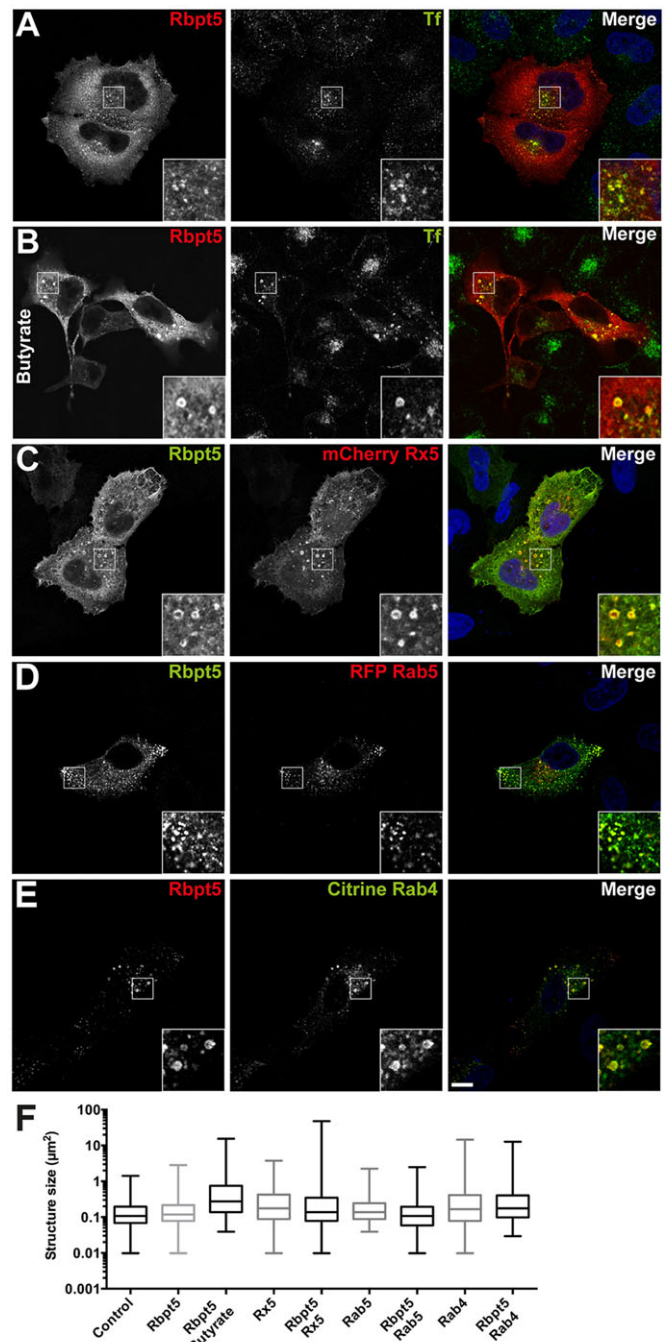 A Rbpt5 Tf Merge
B Rbpt5 Tf Merge
Butyrate
C Rbpt5 mCherry Rx5 Merge
D Rbpt5 RFP Rab5 Merge
E Rbpt5 Citrine Rab4 Merge
F
Structure size (µm²)
100
10
1
0.1
0.01
0.001
Control
Rbpt5
Rbpt5
Butyrate
Rx5
Rbpt5
Rx5
Rab5
Rbpt5
Rab5
Rab4
Rbpt5
Rab4